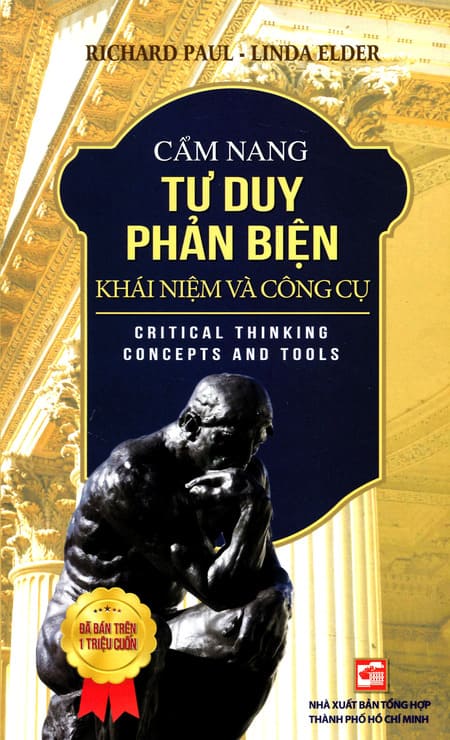 RICHARD PAUL - LINDA ELDER
CẨM NANG
TƯ DUY
PHẢN BIỆN
KHÁI NIỆM VÀ CÔNG CỤ
CRITICAL THINKING
CONCEPTS AND TOOLS
ĐÃ BÁN TRÊN
1 TRIỆU CUỐN
NHÀ XUẤT BẢN TỔNG HỢP
THÀNH PHỐ HỒ CHÍ MINH